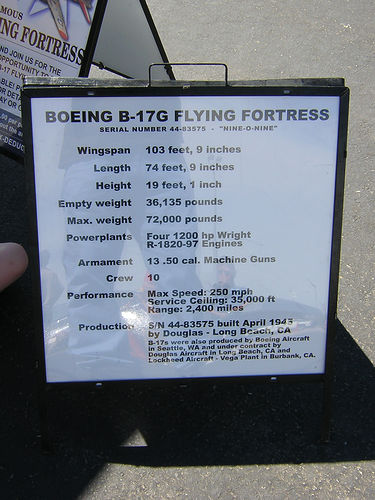 MOUS
NG FORTRESS
ND JOIN US FOR THE
PPORTUNITY TO
-17 FLY
BOEING B-17G FLYING FORTRESS
SERIAL NUMBER 44-83575 - "NINE-O-NINE"
Wingspan 103 feet, 9 inches
Length 74 feet, 9 inches
Height 19 feet, 1 inch
Empty weight 36,135 pounds
Max. weight 72,000 pounds
Powerplants Four 1200 hp Wright
R-1820-97 Engines
Armament 13 .50 cal. Machine Guns
Crew 10
Performance Max Speed: 250 mph
Service Ceiling: 35,000 ft
Range: 2,400 miles
Production S/N 44-83575 built April 1945
by Douglas - Long Beach, CA
B-17s were also produced by Boeing Aircraft
in Seattle, WA and under contract by
Douglas Aircraft in Long Beach, CA and
Lockheed Aircraft - Vega Plant in Burbank, CA.